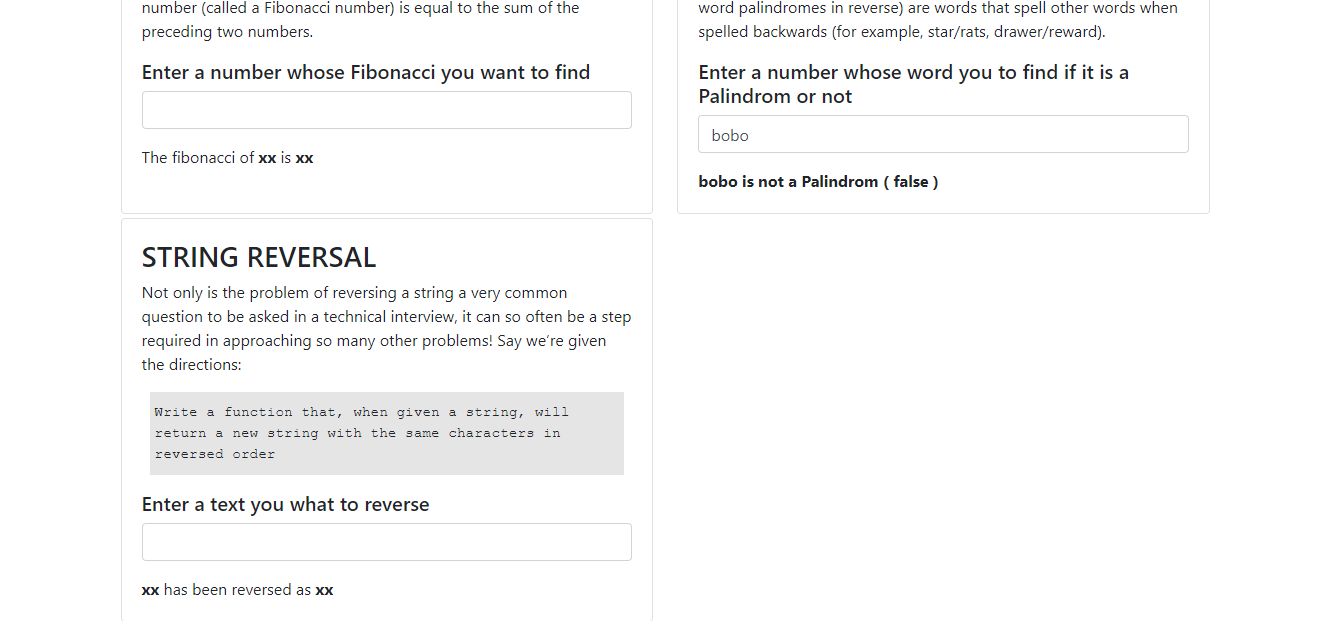 number (called a Fibonacci number) is equal to the sum of the
preceding two numbers.
Enter a number whose Fibonacci you want to find
The fibonacci of xx is xx
word palindromes in reverse) are words that spell other words when
spelled backwards (for example, star/rats, drawer/reward).
Enter a number whose word you to find if it is a
Palindrom or not
bobo
bobo is not a Palindrom ( false )
STRING REVERSAL
Not only is the problem of reversing a string a very common
question to be asked in a technical interview, it can so often be a step
required in approaching so many other problems! Say we’re given
the directions:
Write a function that, when given a string, will
return a new string with the same characters in
reversed order
Enter a text you what to reverse
xx has been reversed as xx